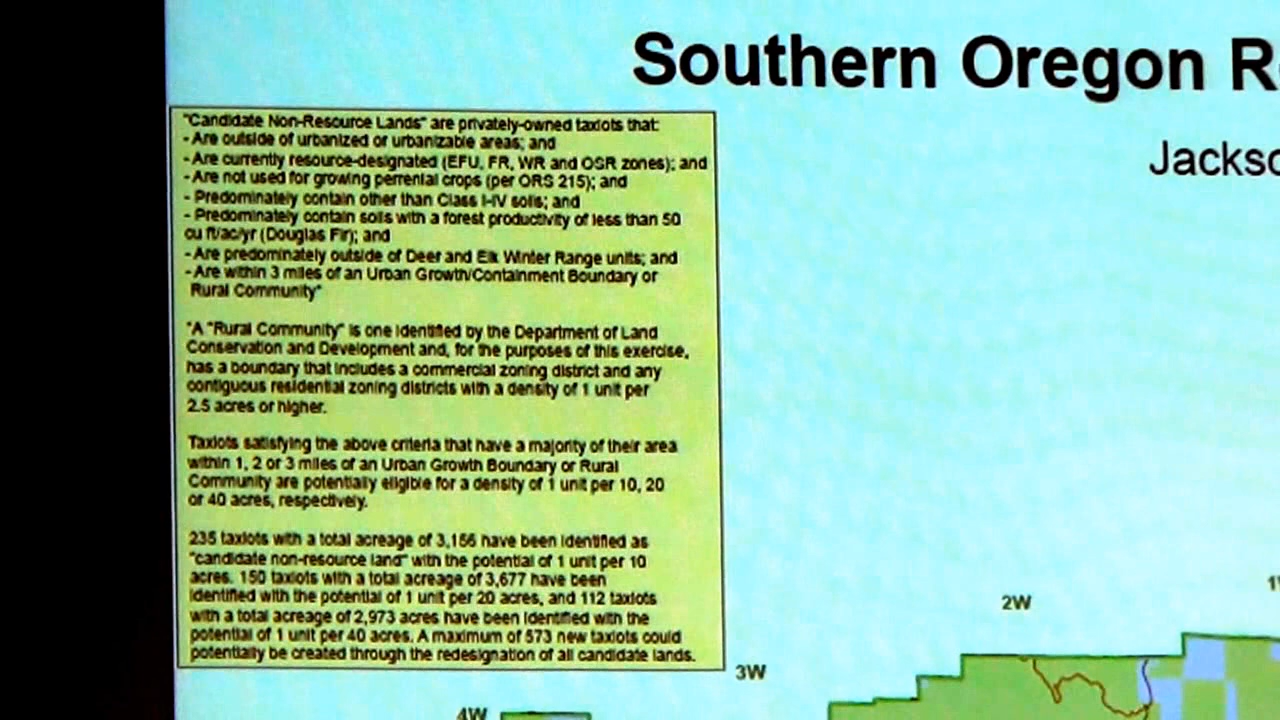 Southern Oregon R
Jackso
"Candidate Non-Resource Lands" are privately-owned taxlots that:
- Are outside of urbanized or urbanizable areas; and
- Are currently resource-designated (EFU, FR, WR and OSR zones); and
- Are not used for growing perrenial crops (per ORS 215); and
- Predominately contain other than Class I-IV soils; and
- Predominately contain soils with a forest productivity of less than 50
cu ft/ac/yr (Douglas Fir); and
- Are predominately outside of Deer and Elk Winter Range units; and
- Are within 3 miles of an Urban Growth/Containment Boundary or
Rural Community"
"A "Rural Community" is one identified by the Department of Land
Conservation and Development and, for the purposes of this exercise,
has a boundary that includes a commercial zoning district and any
contiguous residential zoning districts with a density of 1 unit per
2.5 acres or higher.
Taxlots satisfying the above criteria that have a majority of their area
within 1, 2 or 3 miles of an Urban Growth Boundary or Rural
Community are potentially eligible for a density of 1 unit per 10, 20
or 40 acres, respectively.
235 taxlots with a total acreage of 3,156 have been identified as
"candidate non-resource land" with the potential of 1 unit per 10
acres. 150 taxlots with a total acreage of 3,677 have been
identified with the potential of 1 unit per 20 acres, and 112 taxlots
with a total acreage of 2,973 acres have been identified with the
potential of 1 unit per 40 acres. A maximum of 573 new taxlots could
potentially be created through the redesignation of all candidate lands.
1W
2W
3W
4W